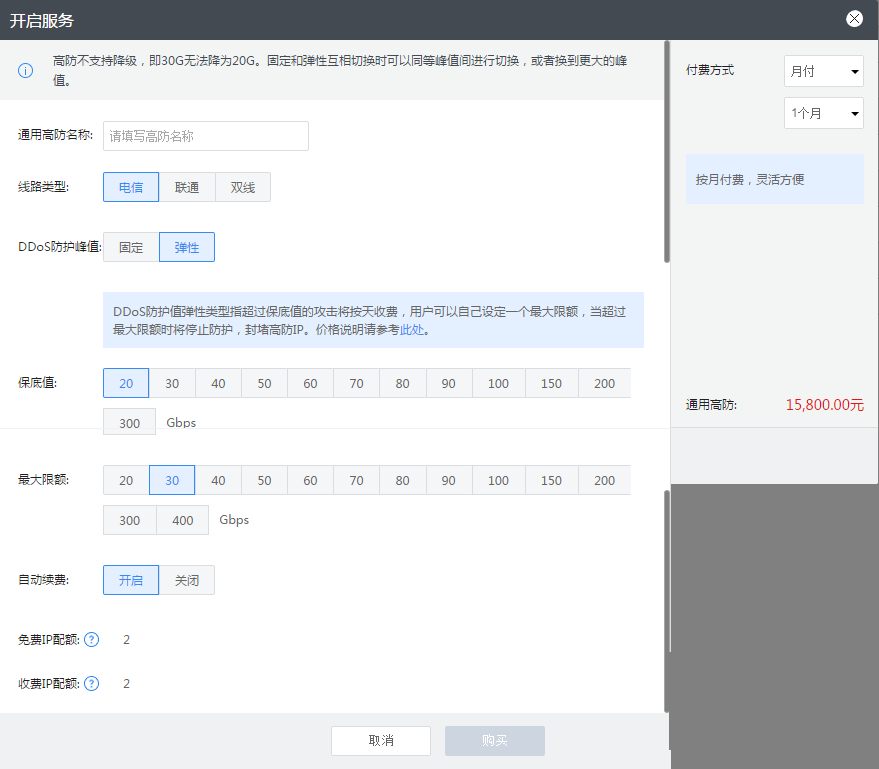 开启服务
高防不支持降级，即30G无法降为20G。固定和弹性互相切换时可以同等峰值间进行切换，或者换到更大的峰
值。
付费方式
月付
1个月
按月付费，灵活方便
通用高防名称:
请填写高防名称
线路类型:
电信 联通 双线
DDoS防护峰值:
固定 弹性
DDoS防护值弹性类型指超过保底值的攻击将按天收费，用户可以自己设定一个最大限额，当超过
最大限额时将停止防护，封堵高防IP。价格说明请参考此处。
保底值:
20 30 40 50 60 70 80 90 100 150 200
300 Gbps
通用高防:
15,800.00元
最大限额:
20 30 40 50 60 70 80 90 100 150 200
300 400 Gbps
自动续费:
开启 关闭
免费IP配额: ? 2
收费IP配额: ? 2
取消 购买